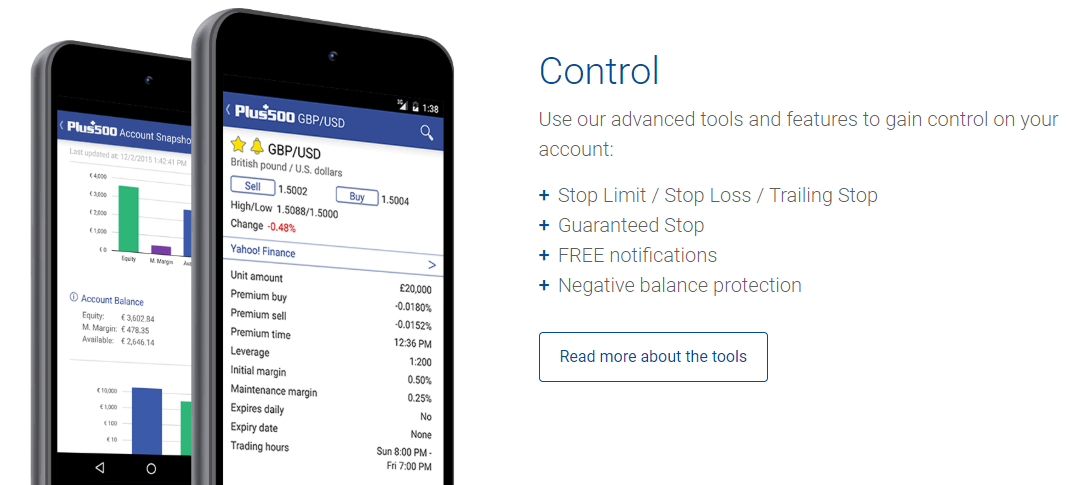 Plus500 Account Snapsho
Last updated at: 12/2/2015 1:42:41 PM
€ 4,000
€ 3,000
€ 2,000
€ 1,000
€ 0
Equity
M. Margin
Ava
Account Balance
Equity: € 3,602.84
M. Margin: € 478.35
Available: € 2,646.14
€ 10,000
€ 1,000
€ 100
€ 10
3G 1:38
Plus500 GBP/USD
GBP/USD
British pound / U.S. dollars
Sell 1.5002
Buy 1.5004
High/Low 1.5088/1.5000
Change -0.48%
Yahoo! Finance >
Unit amount £20,000
Premium buy -0.0180%
Premium sell -0.0152%
Premium time 12:36 PM
Leverage 1:200
Initial margin 0.50%
Maintenance margin 0.25%
Expires daily No
Expiry date None
Trading hours Sun 8:00 PM -
Fri 7:00 PM
Control
Use our advanced tools and features to gain control on your
account:
+ Stop Limit / Stop Loss / Trailing Stop
+ Guaranteed Stop
+ FREE notifications
+ Negative balance protection
Read more about the tools